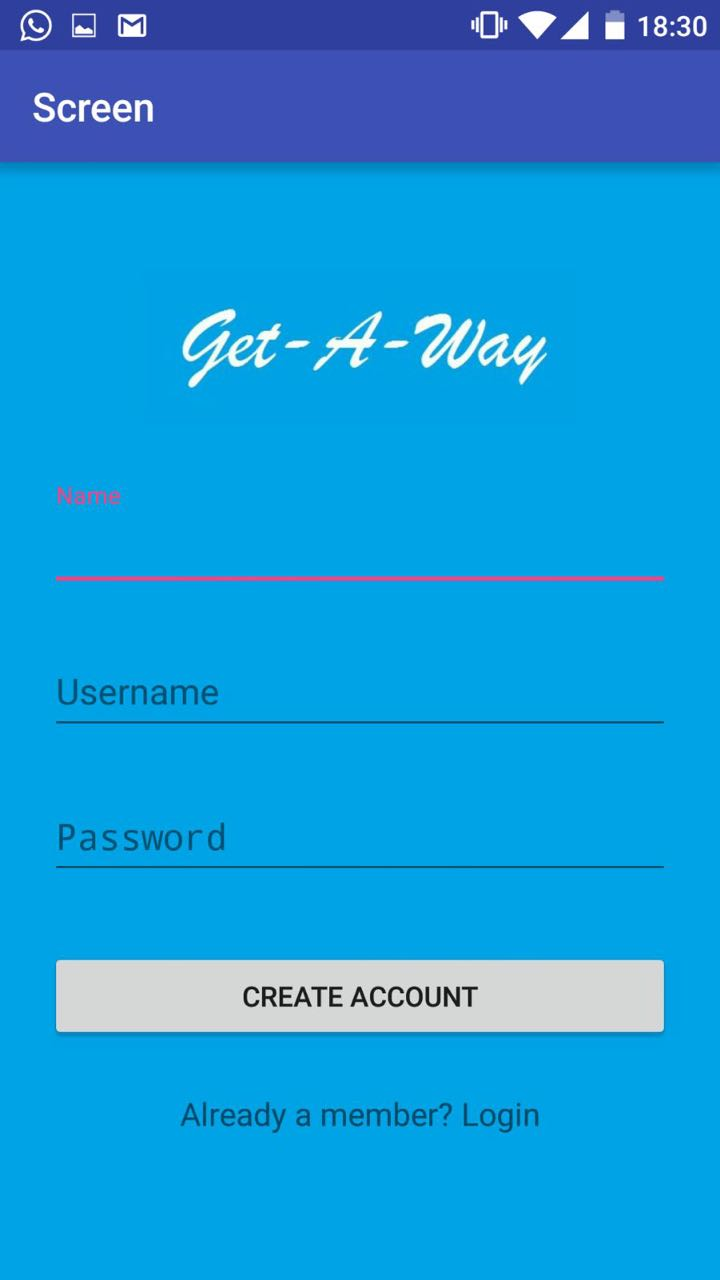 18:30
Screen
Get-A-Way
Name
Username
Password
CREATE ACCOUNT
Already a member? Login